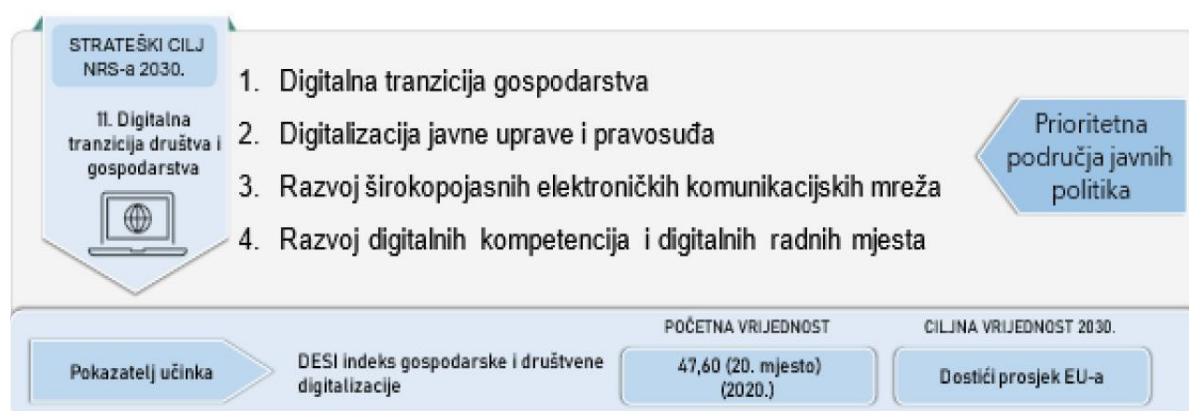 STRATEŠKI CILJ
NRS-a 2030.
11. Digitalna
tranzicija društva i
gospodarstva
1. Digitalna tranzicija gospodarstva
2. Digitalizacija javne uprave i pravosuđa
3. Razvoj širokopojasnih elektroničkih komunikacijskih mreža
4. Razvoj digitalnih kompetencija i digitalnih radnih mjesta
Prioritetna
područja javnih
politika
Pokazatelj učinka
DESI indeks gospodarske i društvene
digitalizacije
POČETNA VRIJEDNOST
47,60 (20. mjesto)
(2020.)
CILJNA VRIJEDNOST 2030.
Dostići prosjek EU-a